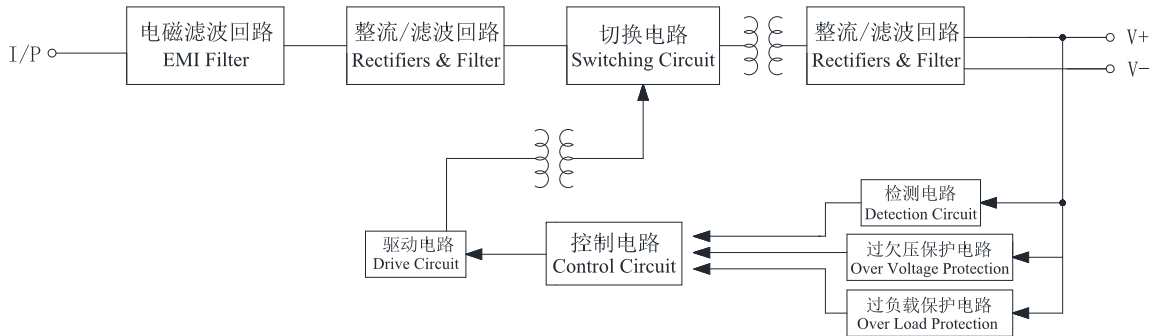 I/P
电磁滤波回路
EMI Filter
整流/滤波回路
Rectifiers & Filter
切换电路
Switching Circuit
整流/滤波回路
Rectifiers & Filter
V+
V-
检测电路
Detection Circuit
驱动电路
Drive Circuit
控制电路
Control Circuit
过欠压保护电路
Over Voltage Protection
过负载保护电路
Over Load Protection